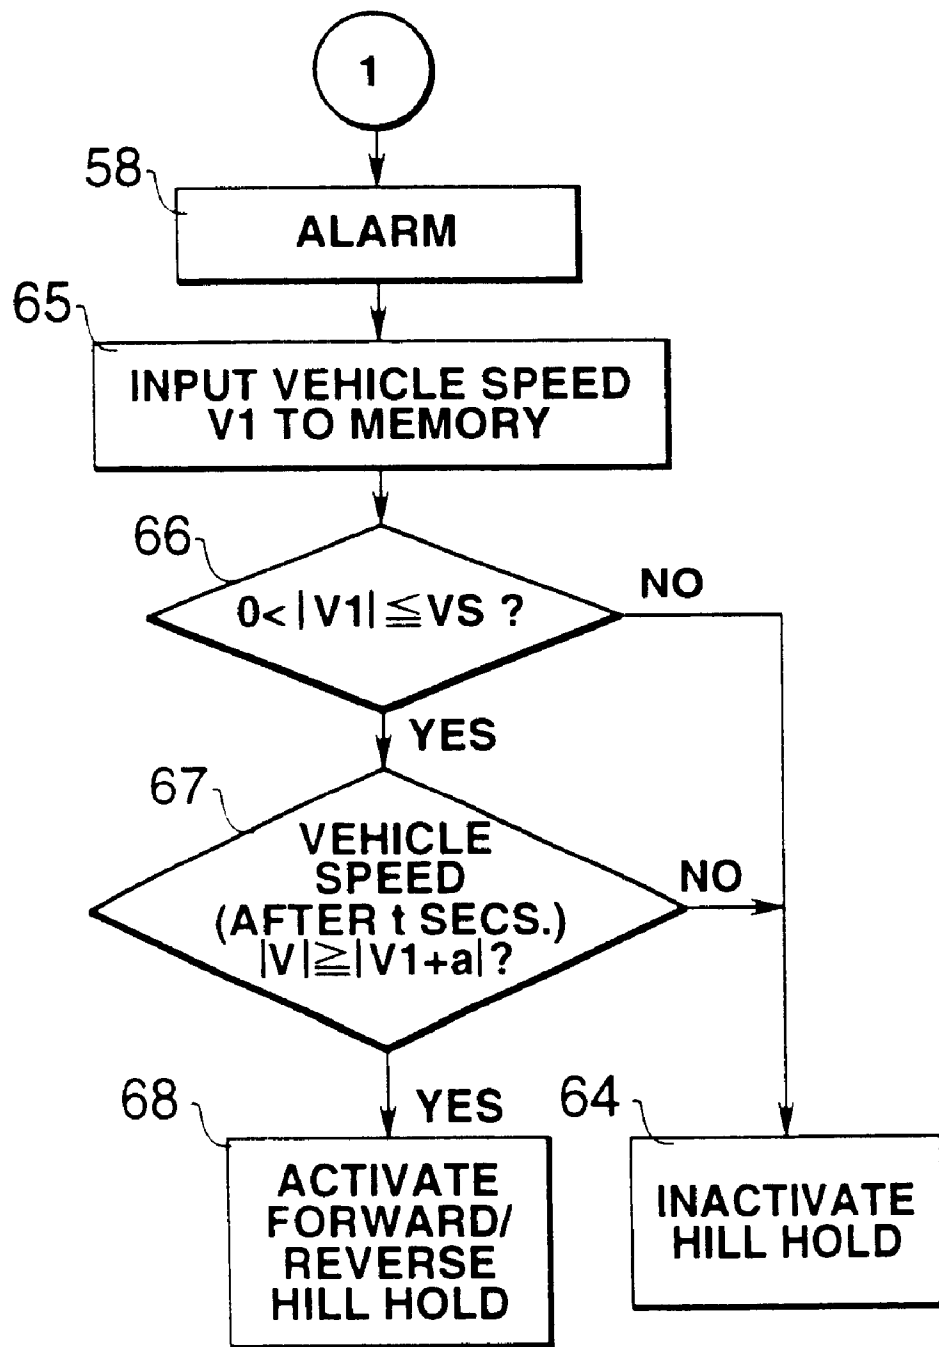 1
58
ALARM
65
INPUT VEHICLE SPEED
V1 TO MEMORY
66
0<|V1|≦VS ?
NO
YES
67
VEHICLE
SPEED
(AFTER t SECS.)
|V|≧|V1+a|?
NO
YES
68
ACTIVATE
FORWARD/
REVERSE
HILL HOLD
64
INACTIVATE
HILL HOLD